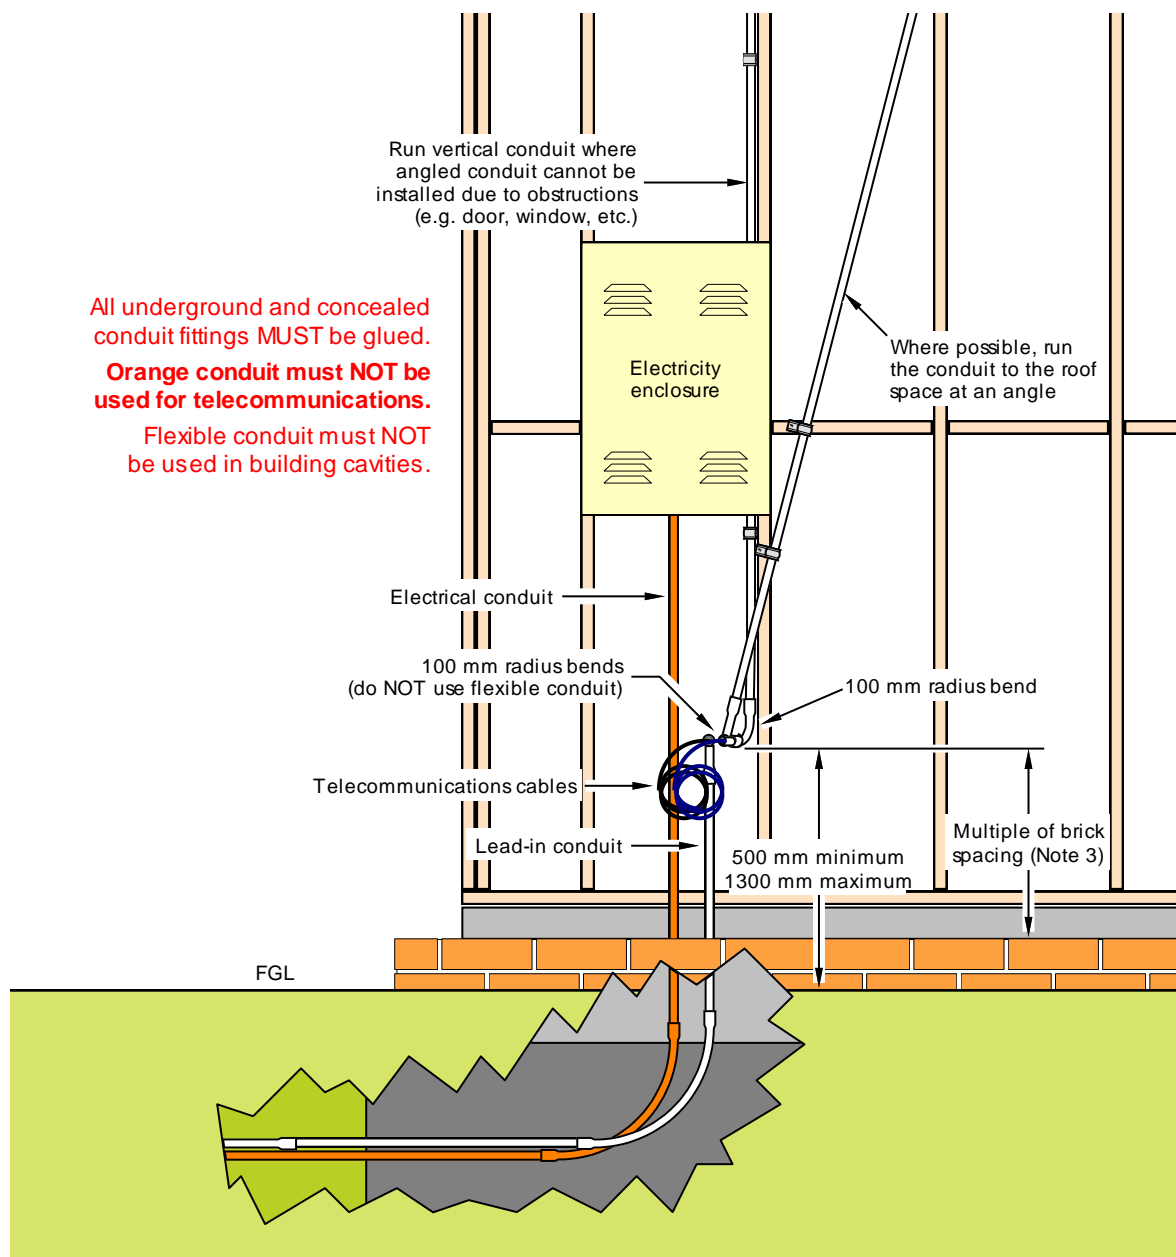 Run vertical conduit where
angled conduit cannot be
installed due to obstructions
(e.g. door, window, etc.)
All underground and concealed
conduit fittings MUST be glued.
Orange conduit must NOT be
used for telecommunications.
Flexible conduit must NOT
be used in building cavities.
Electricity
enclosure
Where possible, run
the conduit to the roof
space at an angle
Electrical conduit
100 mm radius bends
(do NOT use flexible conduit)
100 mm radius bend
Telecommunications cables
Lead-in conduit
500 mm minimum
1300 mm maximum
Multiple of brick
spacing (Note 3)
FGL